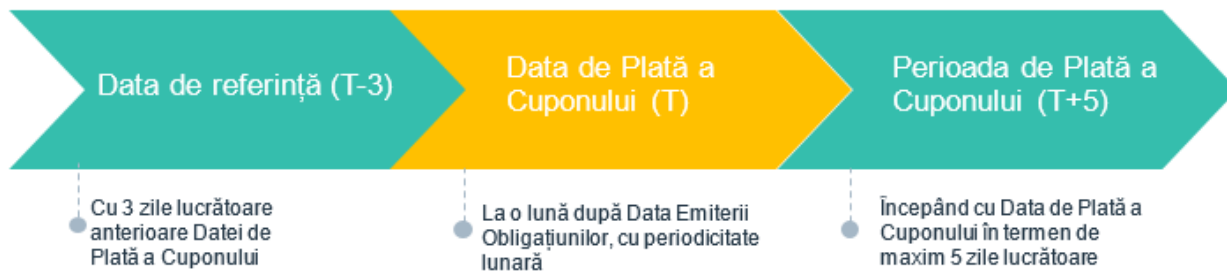 Data de referință (T-3)
Data de Plată a
Cuponului (T)
Perioada de Plată a
Cuponului (T+5)
Cu 3 zile lucrătoare
anterioare Datei de
Plată a Cuponului
La o lună după Data Emiterii
Obligațiunilor, cu periodicitate
lunară
Începând cu Data de Plată a
Cuponului în termen de
maxim 5 zile lucrătoare